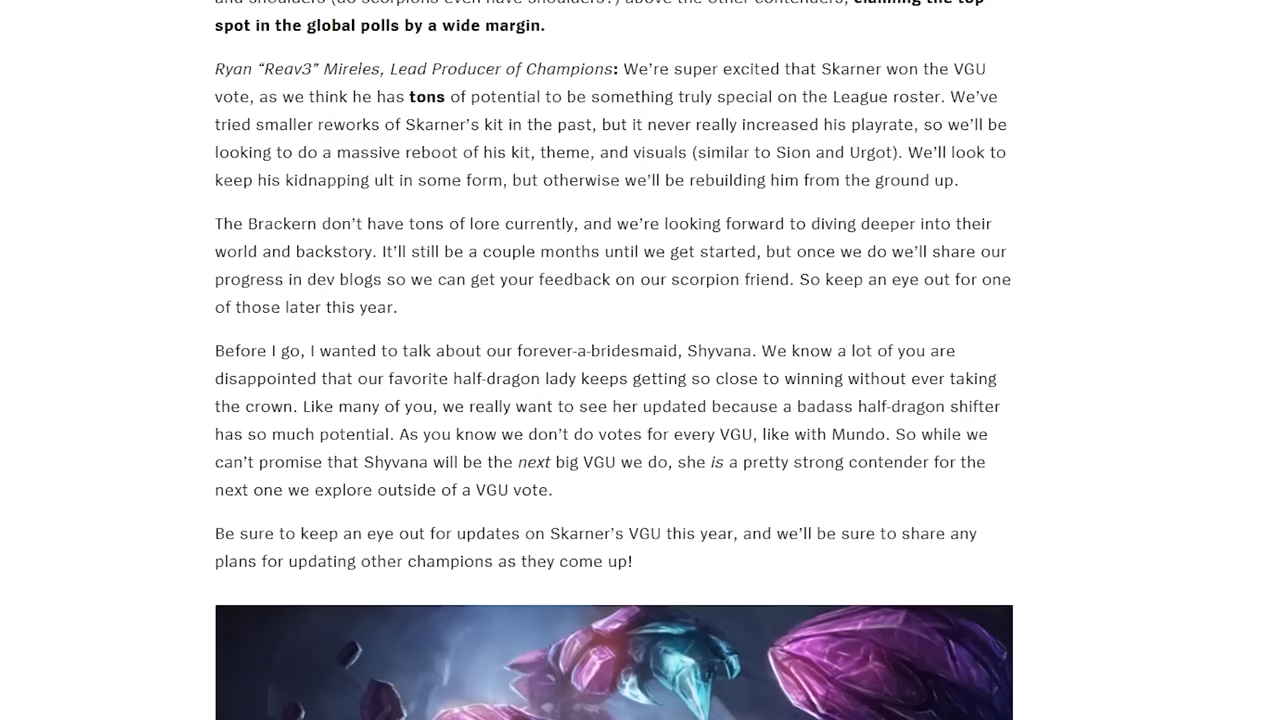 and shoulders (do scorpions even have shoulders?) above the other contenders, claiming the top
spot in the global polls by a wide margin.
Ryan “Reav3” Mireles, Lead Producer of Champions: We’re super excited that Skarner won the VGU
vote, as we think he has tons of potential to be something truly special on the League roster. We’ve
tried smaller reworks of Skarner’s kit in the past, but it never really increased his playrate, so we’ll be
looking to do a massive reboot of his kit, theme, and visuals (similar to Sion and Urgot). We’ll look to
keep his kidnapping ult in some form, but otherwise we’ll be rebuilding him from the ground up.
The Brackern don’t have tons of lore currently, and we’re looking forward to diving deeper into their
world and backstory. It’ll still be a couple months until we get started, but once we do we’ll share our
progress in dev blogs so we can get your feedback on our scorpion friend. So keep an eye out for one
of those later this year.
Before I go, I wanted to talk about our forever-a-bridesmaid, Shyvana. We know a lot of you are
disappointed that our favorite half-dragon lady keeps getting so close to winning without ever taking
the crown. Like many of you, we really want to see her updated because a badass half-dragon shifter
has so much potential. As you know we don’t do votes for every VGU, like with Mundo. So while we
can’t promise that Shyvana will be the next big VGU we do, she is a pretty strong contender for the
next one we explore outside of a VGU vote.
Be sure to keep an eye out for updates on Skarner’s VGU this year, and we’ll be sure to share any
plans for updating other champions as they come up!